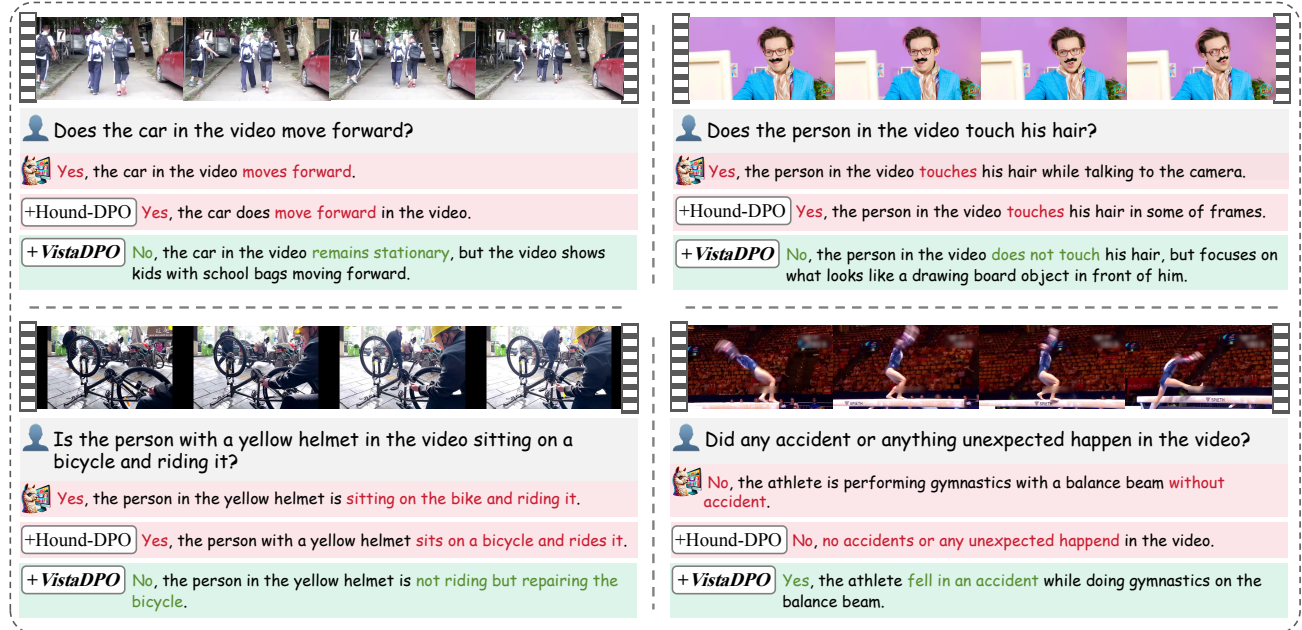 Does the car in the video move forward?
Yes, the car in the video moves forward.
+Hound-DPO Yes, the car does move forward in the video.
+VistaDPO No, the car in the video remains stationary, but the video shows
kids with school bags moving forward.
Does the person in the video touch his hair?
Yes, the person in the video touches his hair while talking to the camera.
+Hound-DPO Yes, the person in the video touches his hair in some of frames.
+VistaDPO No, the person in the video does not touch his hair, but focuses on
what looks like a drawing board object in front of him.
Is the person with a yellow helmet in the video sitting on a
bicycle and riding it?
Yes, the person in the yellow helmet is sitting on the bike and riding it.
+Hound-DPO Yes, the person with a yellow helmet sits on a bicycle and rides it.
+VistaDPO No, the person in the yellow helmet is not riding but repairing the
bicycle.
Did any accident or anything unexpected happen in the video?
No, the athlete is performing gymnastics with a balance beam without
accident.
+Hound-DPO No, no accidents or any unexpected happend in the video.
+VistaDPO Yes, the athlete fell in an accident while doing gymnastics on the
balance beam.